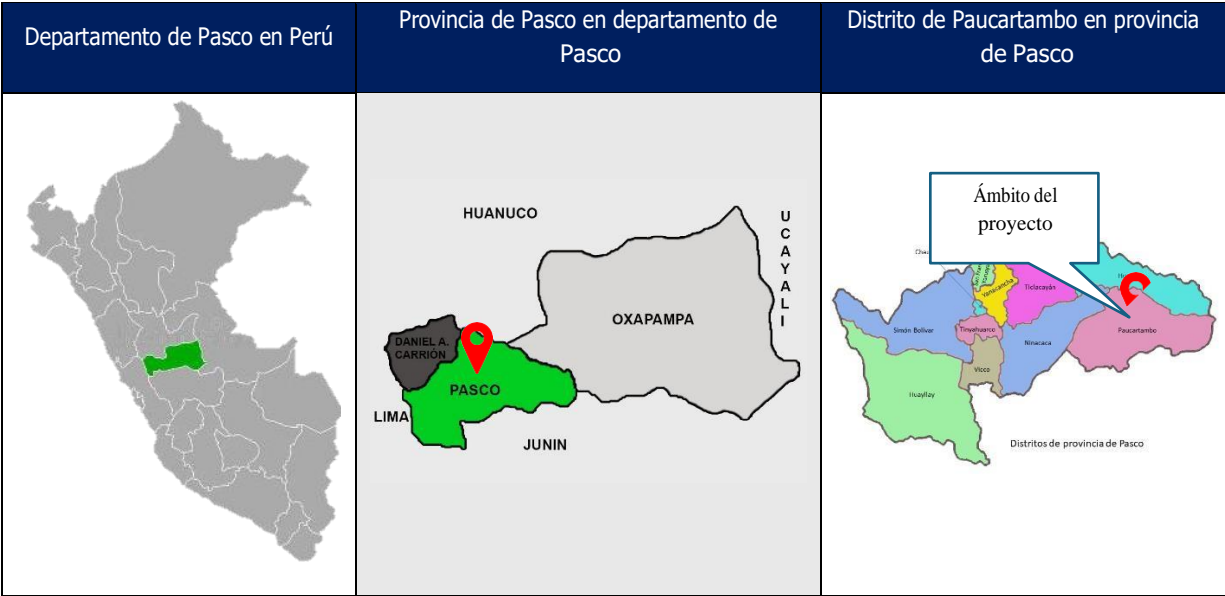 Departamento de Pasco en Perú
Provincia de Pasco en departamento de
Pasco
Distrito de Paucartambo en provincia
de Pasco
HUANUCO
UCAYALI
OXAPAMPA
DANIEL A.
CARRIÓN
PASCO
LIMA
JUNIN
Ámbito del
proyecto
Yanacancha
Ticlacayán
Simón Bolívar
Tinyahuarco
Ninacaca
Paucartambo
Vicco
Huayllay
Distritos de provincia de Pasco